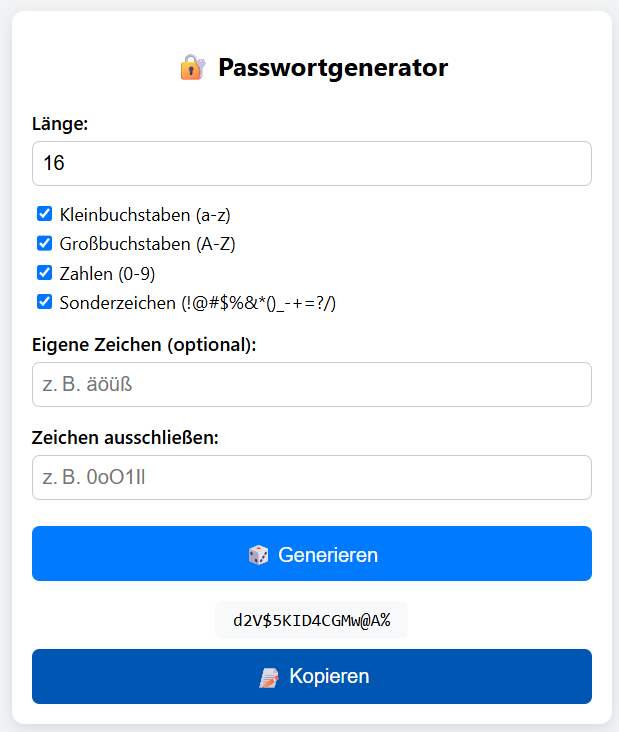 🔐 Passwortgenerator
Länge:
16
Kleinbuchstaben (a-z)
Großbuchstaben (A-Z)
Zahlen (0-9)
Sonderzeichen (!@#$%&*()_-+=?/)
Eigene Zeichen (optional):
z. B. äöüß
Zeichen ausschließen:
z. B. 0oO1lI
🎲 Generieren
d2V$5KID4CGMw@A%
📝 Kopieren